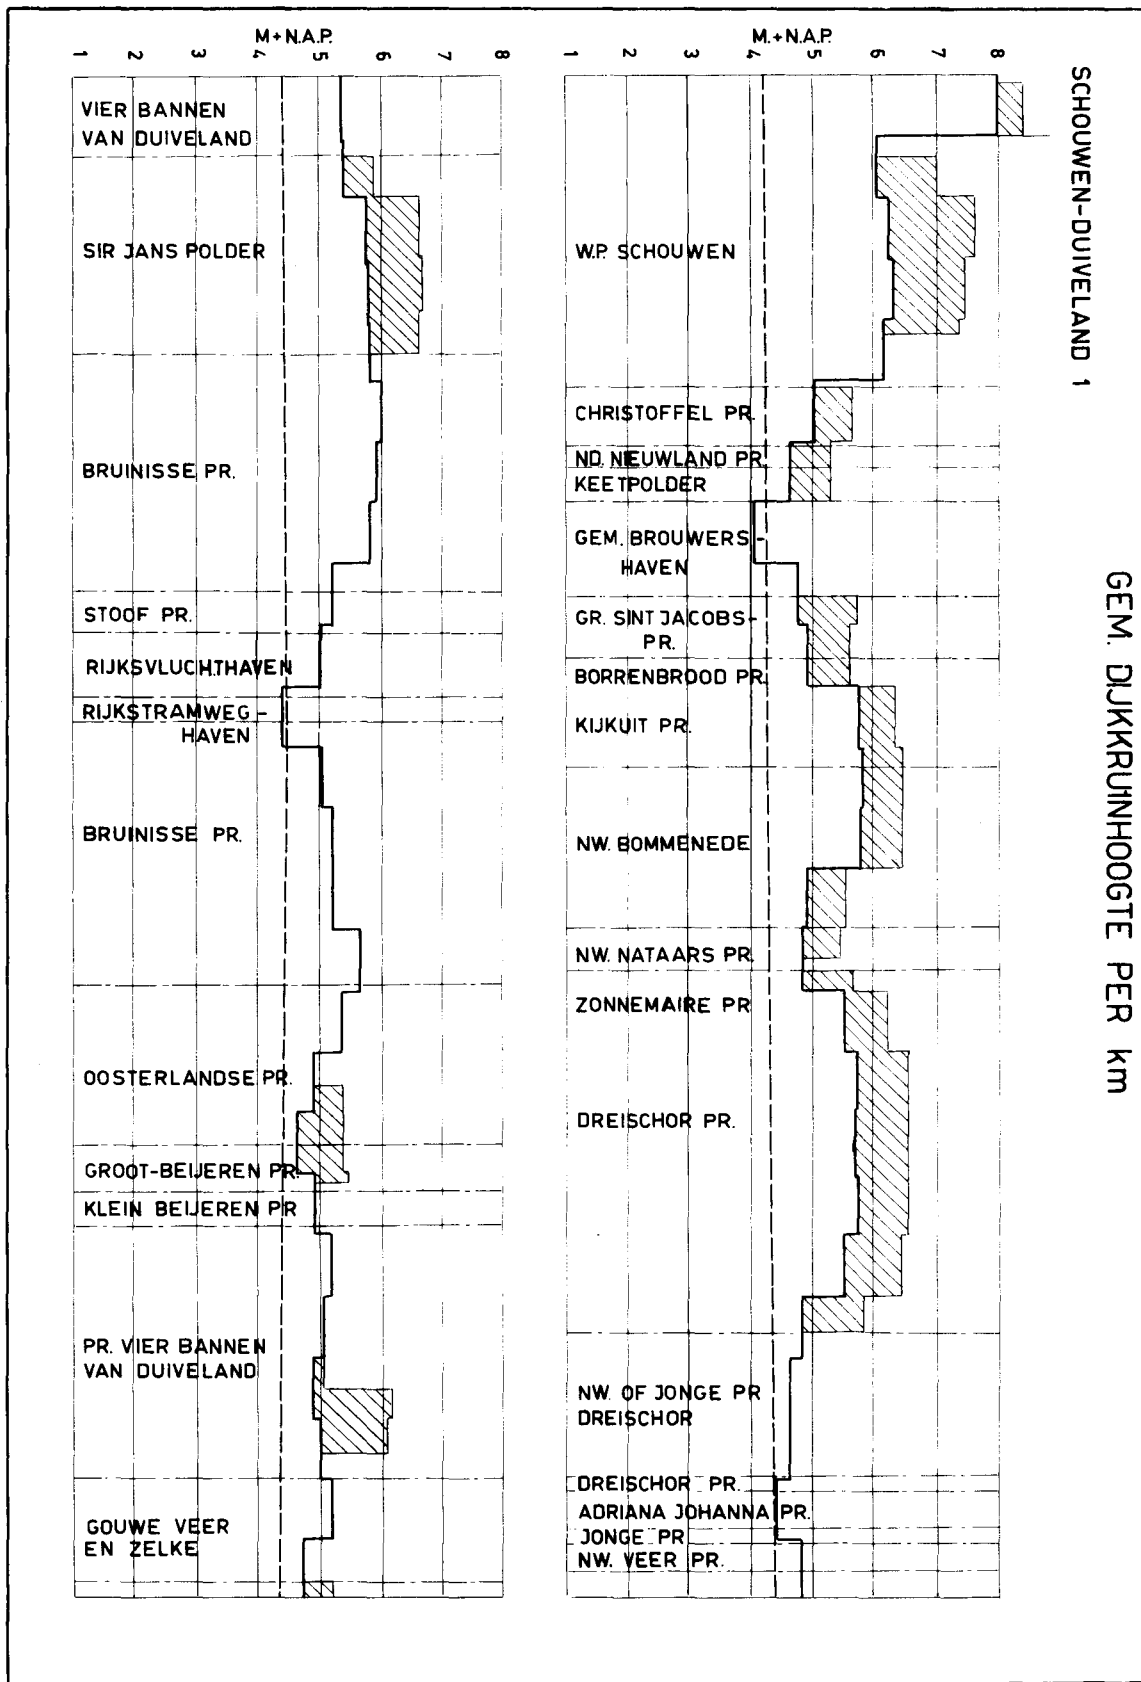 SCHOUWEN-DUIVELAND 1
GEM. DIJKKRUINHOOGTE PER km
M+N.A.P.
1 2 3 4 5 6 7 8
VIER BANNEN
VAN DUIVELAND
SIR JANS POLDER
BRUINISSE PR.
STOOF PR.
RIJKSVLUCHTHAVEN
RIJKSTRAMWEG-
HAVEN
BRUINISSE PR.
OOSTERLANDSE PR.
GROOT-BEIJEREN PR.
KLEIN BEIJEREN PR
PR. VIER BANNEN
VAN DUIVELAND
GOUWE VEER
EN ZELKE
M.+N.A.P.
1 2 3 4 5 6 7 8
W.P. SCHOUWEN
CHRISTOFFEL PR.
ND. NIEUWLAND PR.
KEETPOLDER
GEM. BROUWERS-
HAVEN
GR. SINT JACOBS-
PR.
BORRENBROOD PR.
KIJKUIT PR.
NW. BOMMENEDE
NW. NATAARS PR.
ZONNEMAIRE PR
DREISCHOR PR.
NW. OF JONGE PR
DREISCHOR
DREISCHOR PR.
ADRIANA JOHANNA PR.
JONGE PR
NW. VEER PR.